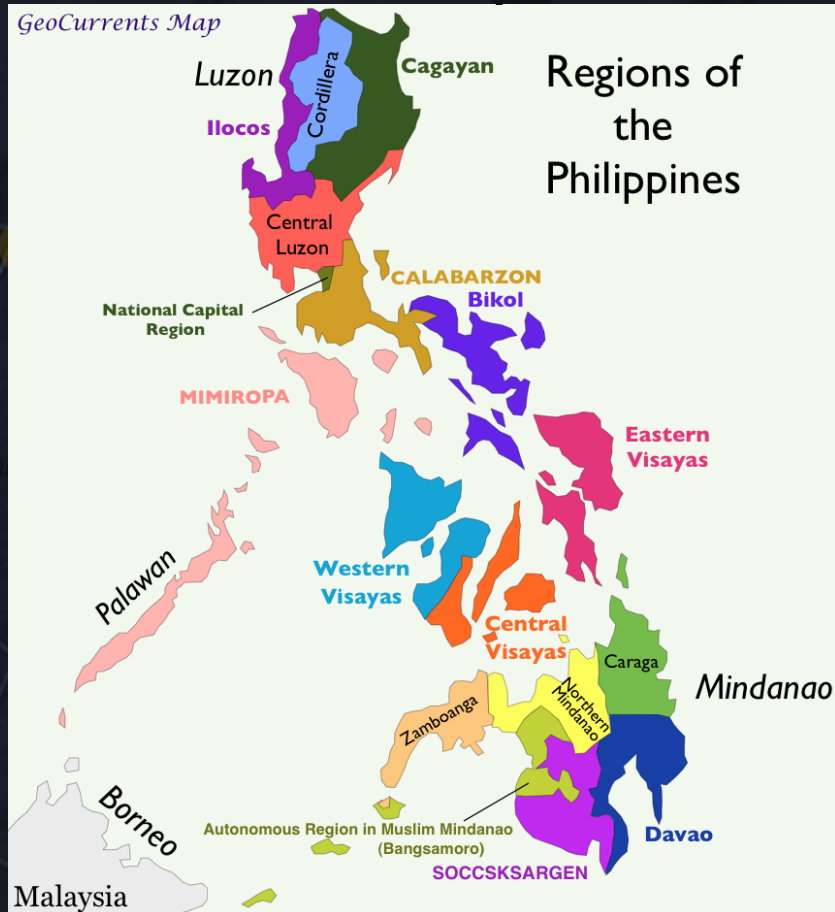 GeoCurrents Map
Regions of
the
Philippines
Luzon
Cordillera
Cagayan
Ilocos
Central
Luzon
CALABARZON
Bikol
National Capital
Region
MIMIROPA
Eastern
Visayas
Palawan
Western
Visayas
Central
Visayas
Caraga
Mindanao
Northern
Mindanao
Zamboanga
Borneo
Autonomous Region in Muslim Mindanao
(Bangsamoro)
Davao
SOCCSKSARGEN
Malaysia